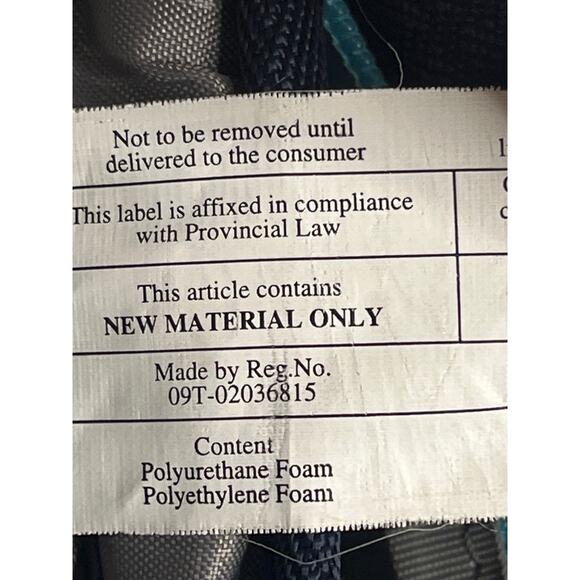 Not to be removed until
delivered to the consumer
This label is affixed in compliance
with Provincial Law
This article contains
NEW MATERIAL ONLY
Made by Reg.No.
09T-02036815
Content
Polyurethane Foam
Polyethylene Foam